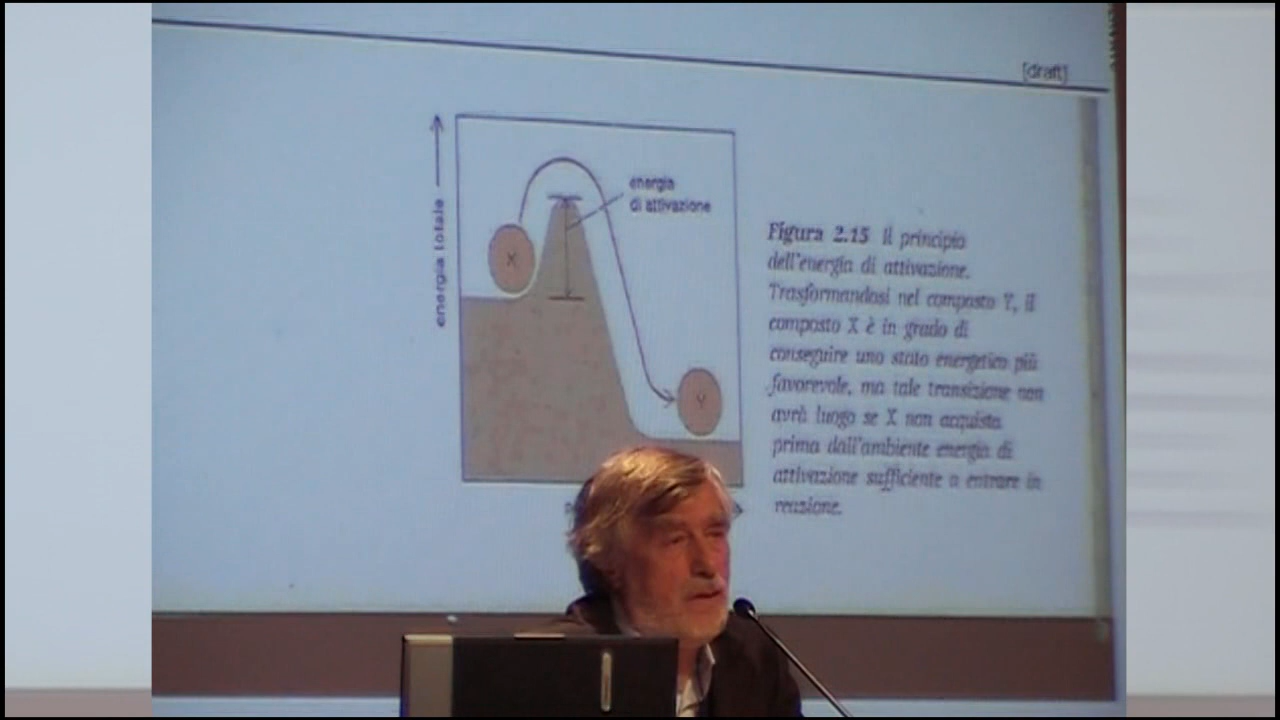 [draft]
energia totale
energia
di attivazione
X
Y
Figura 2.15 Il principio
dell'energia di attivazione.
Trasformandosi nel composto Y, il
composto X è in grado di
conseguire uno stato energetico più
favorevole, ma tale transizione non
avrà luogo se X non acquista
prima dall'ambiente energia di
attivazione sufficiente a entrare in
reazione.